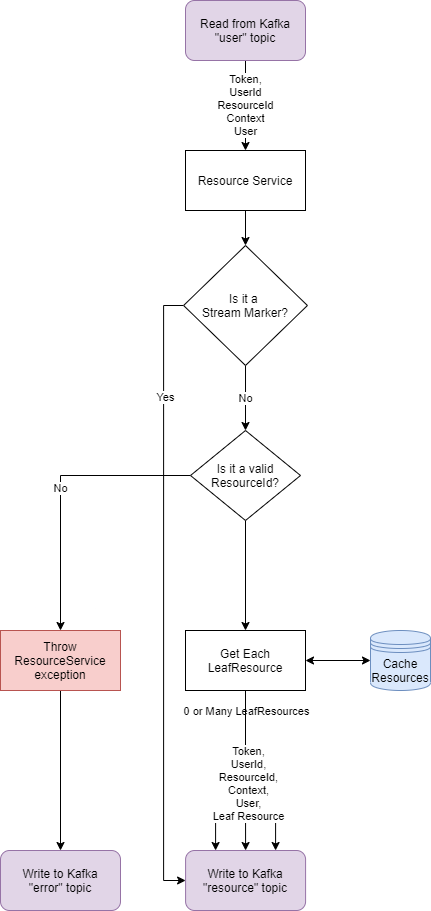 Read from Kafka
"user" topic
Token,
UserId
ResourceId
Context
User
Resource Service
Is it a
Stream Marker?
Yes
No
Is it a valid
ResourceId?
No
Throw
ResourceService
exception
Get Each
LeafResource
Cache
Resources
0 or Many LeafResources
Token,
UserId,
ResourceId,
Context,
User,
Leaf Resource
Write to Kafka
"error" topic
Write to Kafka
"resource" topic